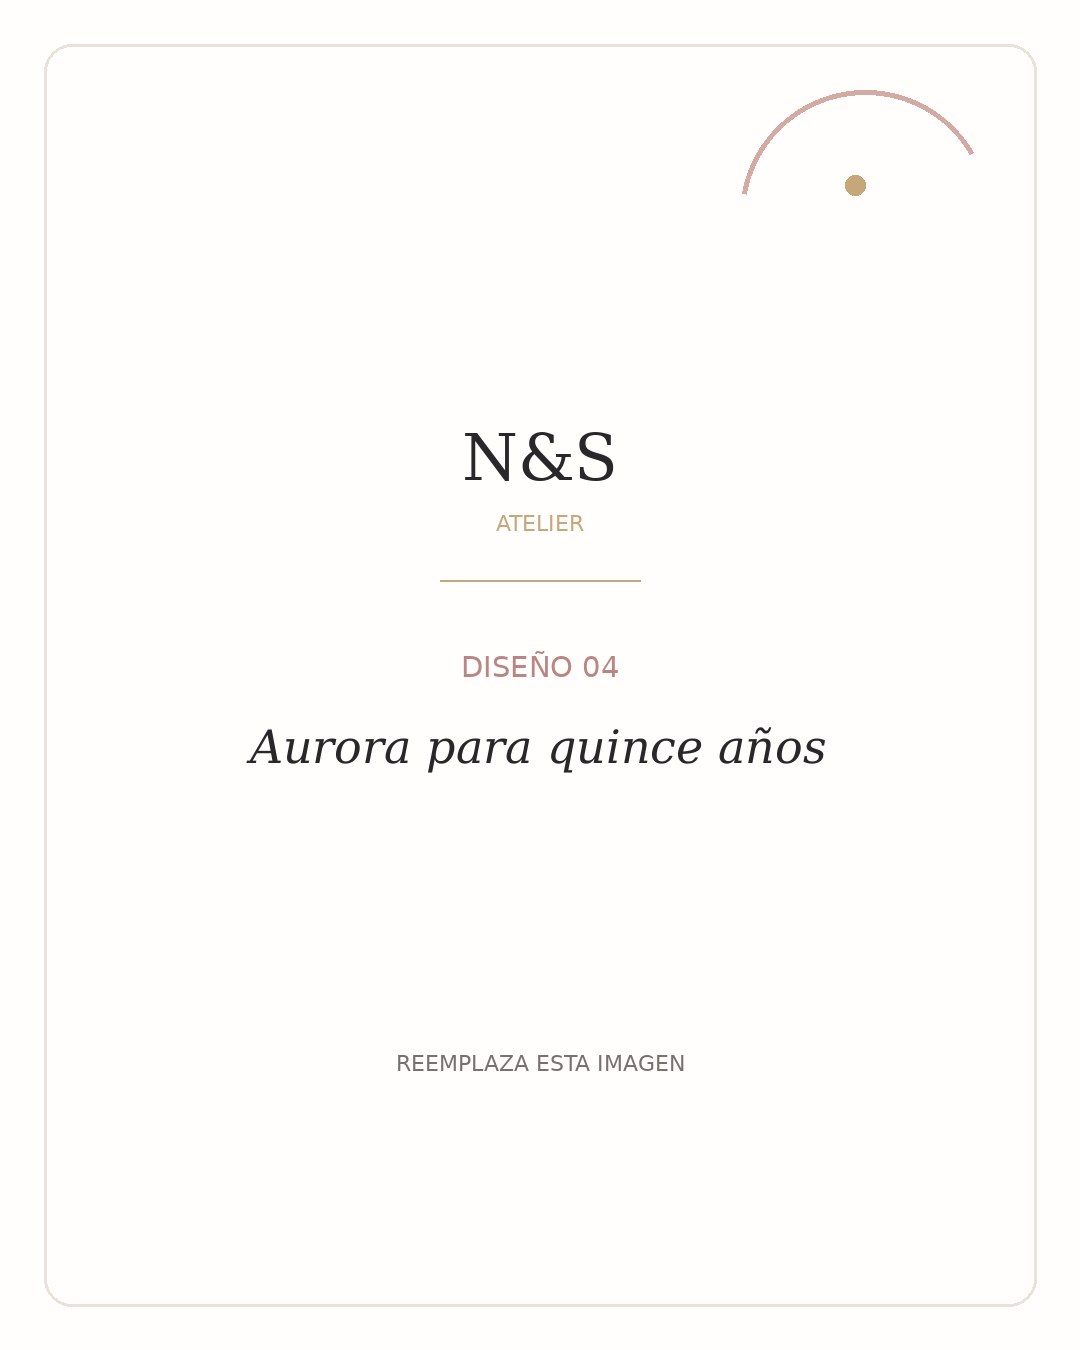 N&S
ATELIER
DISEÑO 04
Aurora para quince años
REEMPLAZA ESTA IMAGEN